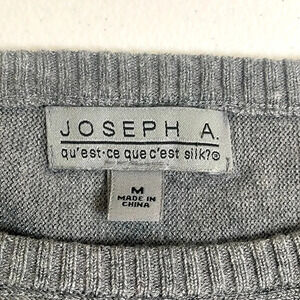 JOSEPH A.
qu'est-ce que c'est silk?®
M
MADE IN
CHINA